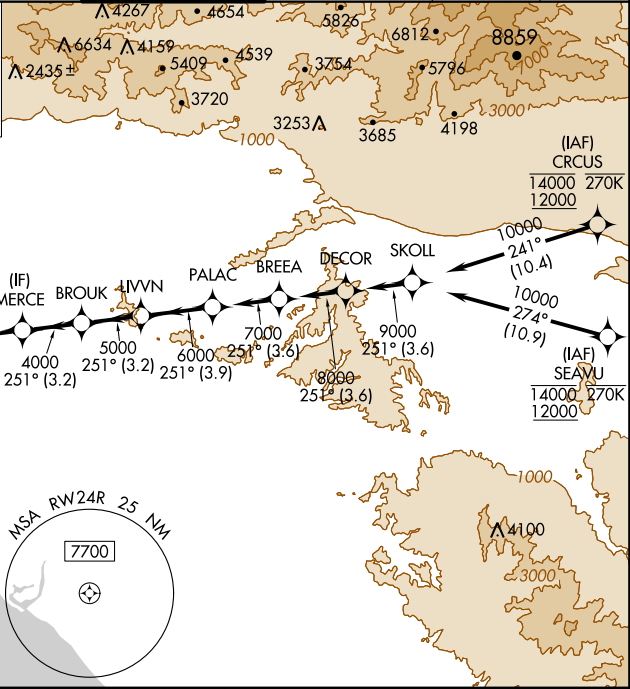 4267
4654
5826
6812
8859
6634
4159
4539
5409
3754
5796
000
2435±
3720
3253
3685
4198
3000
1000
(IAF)
CRCUS
14000 270K
12000
10000
241°
(10.4)
SKOLL
DECOR
BREEA
PALAC
LIVVN
BROUK
(IF)
MERCE
10000
274°
(10.9)
9000
251° (3.6)
8000
251° (3.6)
7000
251° (3.6)
6000
251° (3.9)
5000
251° (3.2)
4000
251° (3.2)
(IAF)
SEAVU
14000 270K
12000
1000
4100
3000
MSA RW24R 25 NM
7700